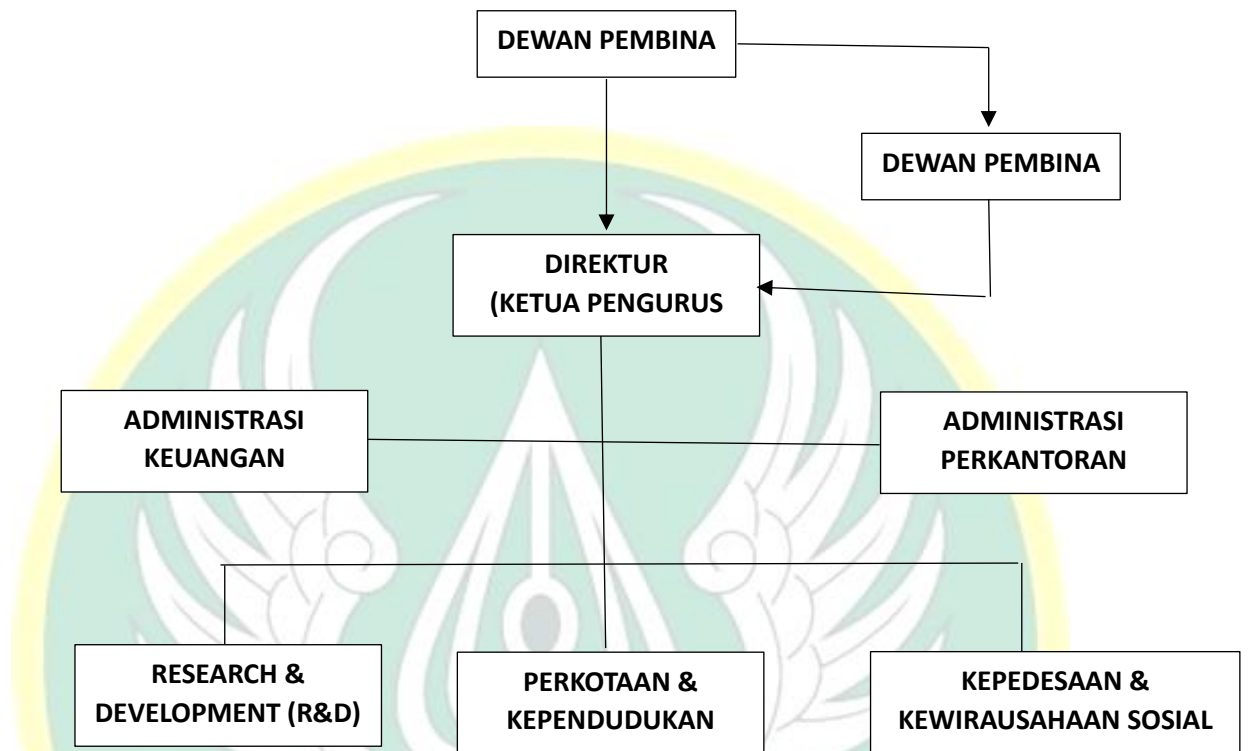 DEWAN PEMBINA
DEWAN PEMBINA
DIREKTUR
(KETUA PENGURUS
ADMINISTRASI
KEUANGAN
ADMINISTRASI
PERKANTORAN
RESEARCH &
DEVELOPMENT (R&D)
PERKOTAAN &
KEPENDUDUKAN
KEPEDESAAN &
KEWIRAUSAHAAN SOSIAL